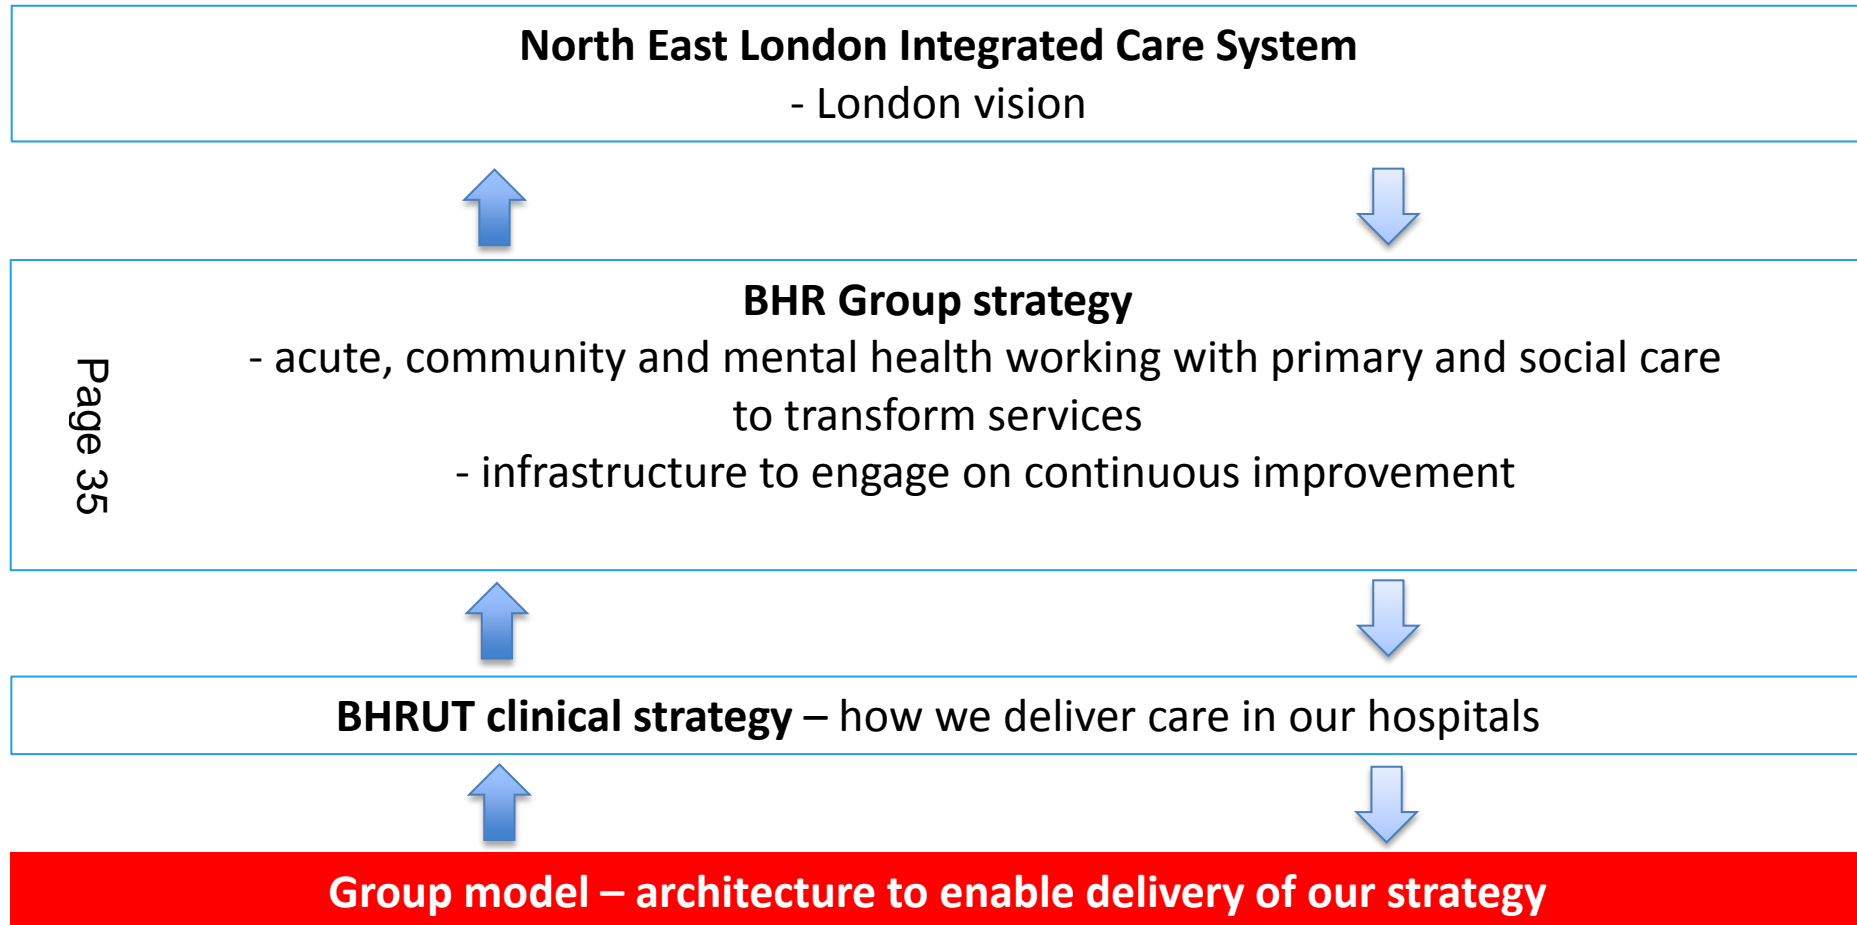 North East London Integrated Care System
- London vision
BHR Group strategy
- acute, community and mental health working with primary and social care
to transform services
- infrastructure to engage on continuous improvement
Page 35
BHRUT clinical strategy – how we deliver care in our hospitals
Group model – architecture to enable delivery of our strategy